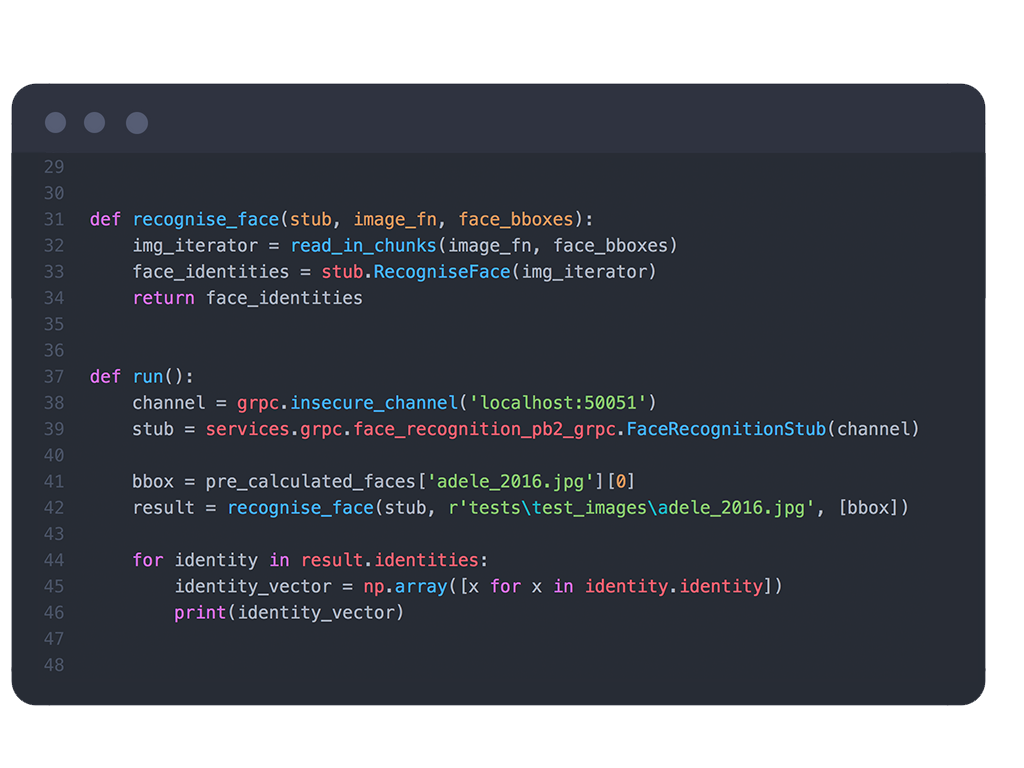 29
30
31 def recognise_face(stub, image_fn, face_bboxes):
32     img_iterator = read_in_chunks(image_fn, face_bboxes)
33     face_identities = stub.RecogniseFace(img_iterator)
34     return face_identities
35
36
37 def run():
38     channel = grpc.insecure_channel('localhost:50051')
39     stub = services.grpc.face_recognition_pb2_grpc.FaceRecognitionStub(channel)
40
41     bbox = pre_calculated_faces['adele_2016.jpg'][0]
42     result = recognise_face(stub, r'tests\test_images\adele_2016.jpg', [bbox])
43
44     for identity in result.identities:
45         identity_vector = np.array([x for x in identity.identity])
46         print(identity_vector)
47
48